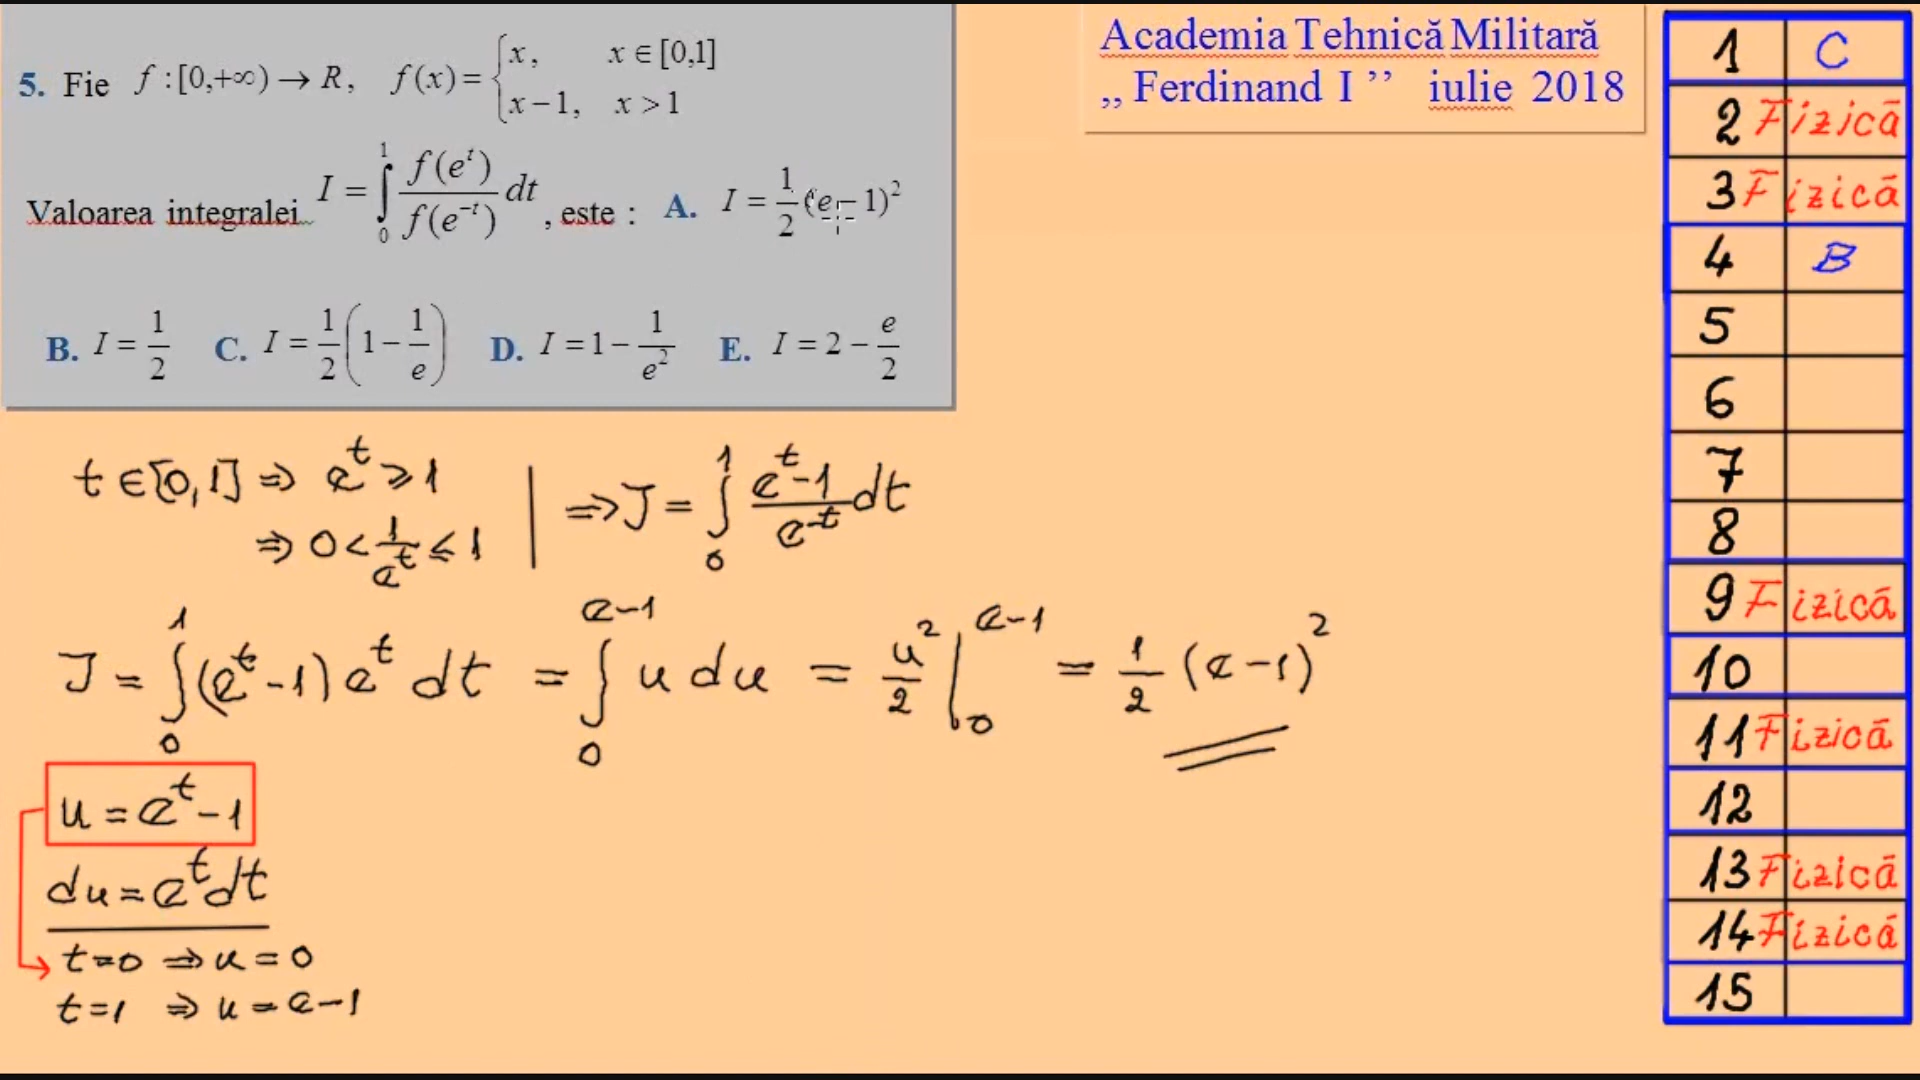 5. Fie f : [0,+∞) → R, f(x) = { x, x ∈ [0,1]
x − 1, x > 1
Valoarea integralei I = ∫₀¹ f(eᵗ)/f(e⁻ᵗ) dt , este : A. I = 1/2 (e − 1)²
B. I = 1/2 C. I = 1/2 (1 − 1/e) D. I = 1 − 1/e² E. I = 2 − e/2
Academia Tehnică Militară
,, Ferdinand I ’’ iulie 2018
t ∈ [0,1] ⇒ eᵗ ≥ 1
⇒ 0 < 1/eᵗ ≤ 1
⇒ I = ∫₀¹ (eᵗ − 1)/e⁻ᵗ dt
I = ∫₀¹ (eᵗ − 1) eᵗ dt = ∫₀^(e−1) u du = u²/2 |₀^(e−1) = 1/2 (e − 1)²
u = eᵗ − 1
du = eᵗ dt
t = 0 ⇒ u = 0
t = 1 ⇒ u = e − 1
1 C
2 Fizică
3 Fizică
4 B
5
6
7
8
9 Fizică
10
11 Fizică
12
13 Fizică
14 Fizică
15